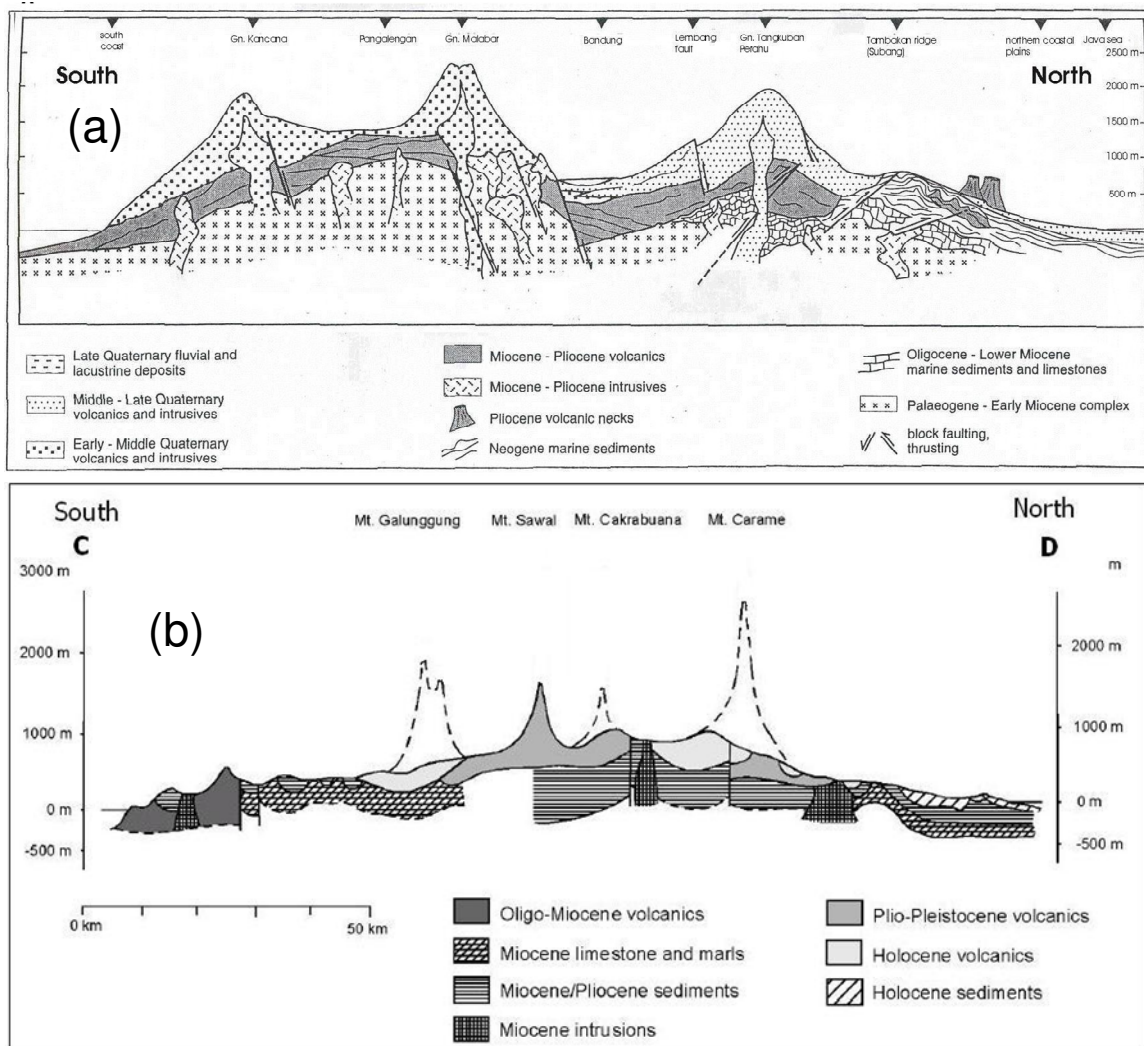 south
coast
Gn. Kancana
Pangalengan
Gn. Malabar
Bandung
Lembang
fault
Gn. Tangkuban
Perahu
Tambakan ridge
(Subang)
northern coastal
plains
Java sea
South
North
(a)
2500 m
2000 m
1500 m
1000 m
500 m
Late Quaternary fluvial and
lacustrine deposits
Middle - Late Quaternary
volcanics and intrusives
Early - Middle Quaternary
volcanics and intrusives
Miocene - Pliocene volcanics
Miocene - Pliocene intrusives
Pliocene volcanic necks
Neogene marine sediments
Oligocene - Lower Miocene
marine sediments and limestones
Palaeogene - Early Miocene complex
block faulting,
thrusting
South
C
Mt. Galunggung
Mt. Sawal
Mt. Cakrabuana
Mt. Carame
North
D
(b)
3000 m
2000 m
1000 m
0 m
-500 m
m
2000 m
1000 m
0 m
-500 m
0 km
50 km
Oligo-Miocene volcanics
Miocene limestone and marls
Miocene/Pliocene sediments
Miocene intrusions
Plio-Pleistocene volcanics
Holocene volcanics
Holocene sediments